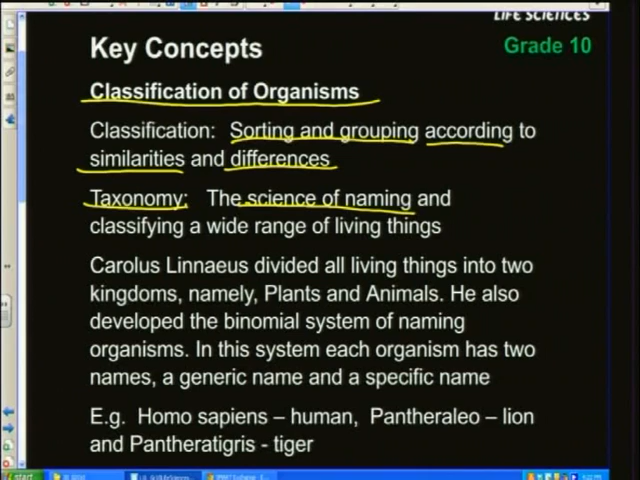 LIFE SCIENCES
Key Concepts
Grade 10
Classification of Organisms
Classification: Sorting and grouping according to
similarities and differences
Taxonomy: The science of naming and
classifying a wide range of living things
Carolus Linnaeus divided all living things into two
kingdoms, namely, Plants and Animals. He also
developed the binomial system of naming
organisms. In this system each organism has two
names, a generic name and a specific name
E.g. Homo sapiens – human, Pantheraleo – lion
and Pantheratigris - tiger
start